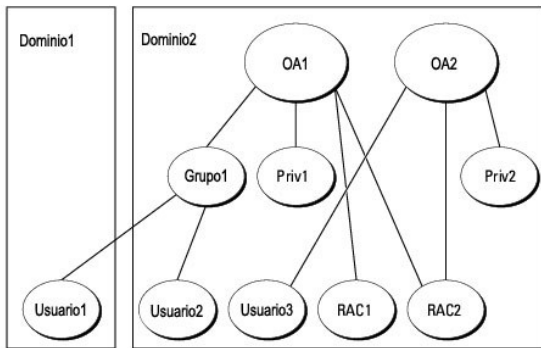 Dominio1
Dominio2
OA1
OA2
Grupo1
Priv1
Priv2
Usuario1
Usuario2
Usuario3
RAC1
RAC2